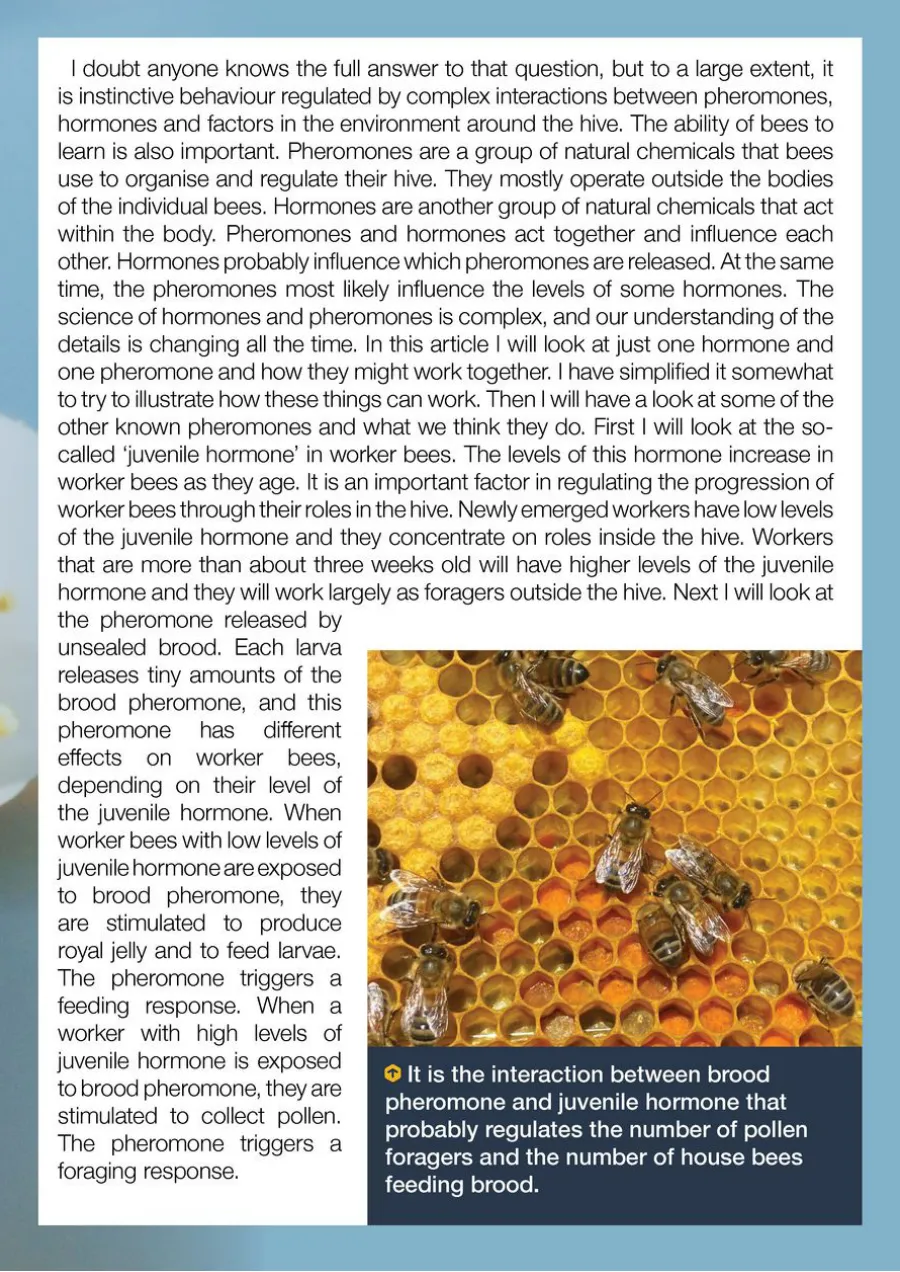 I doubt anyone knows the full answer to that question, but to a large extent, it
is instinctive behaviour regulated by complex interactions between pheromones,
hormones and factors in the environment around the hive. The ability of bees to
learn is also important. Pheromones are a group of natural chemicals that bees
use to organise and regulate their hive. They mostly operate outside the bodies
of the individual bees. Hormones are another group of natural chemicals that act
within the body. Pheromones and hormones act together and influence each
other. Hormones probably influence which pheromones are released. At the same
time, the pheromones most likely influence the levels of some hormones. The
science of hormones and pheromones is complex, and our understanding of the
details is changing all the time. In this article I will look at just one hormone and
one pheromone and how they might work together. I have simplified it somewhat
to try to illustrate how these things can work. Then I will have a look at some of the
other known pheromones and what we think they do. First I will look at the so-
called ‘juvenile hormone’ in worker bees. The levels of this hormone increase in
worker bees as they age. It is an important factor in regulating the progression of
worker bees through their roles in the hive. Newly emerged workers have low levels
of the juvenile hormone and they concentrate on roles inside the hive. Workers
that are more than about three weeks old will have higher levels of the juvenile
hormone and they will work largely as foragers outside the hive. Next I will look at
the pheromone released by
unsealed brood. Each larva
releases tiny amounts of the
brood pheromone, and this
pheromone has different
effects on worker bees,
depending on their level of
the juvenile hormone. When
worker bees with low levels of
juvenile hormone are exposed
to brood pheromone, they
are stimulated to produce
royal jelly and to feed larvae.
The pheromone triggers a
feeding response. When a
worker with high levels of
juvenile hormone is exposed
to brood pheromone, they are
stimulated to collect pollen.
The pheromone triggers a
foraging response.
It is the interaction between brood
pheromone and juvenile hormone that
probably regulates the number of pollen
foragers and the number of house bees
feeding brood.